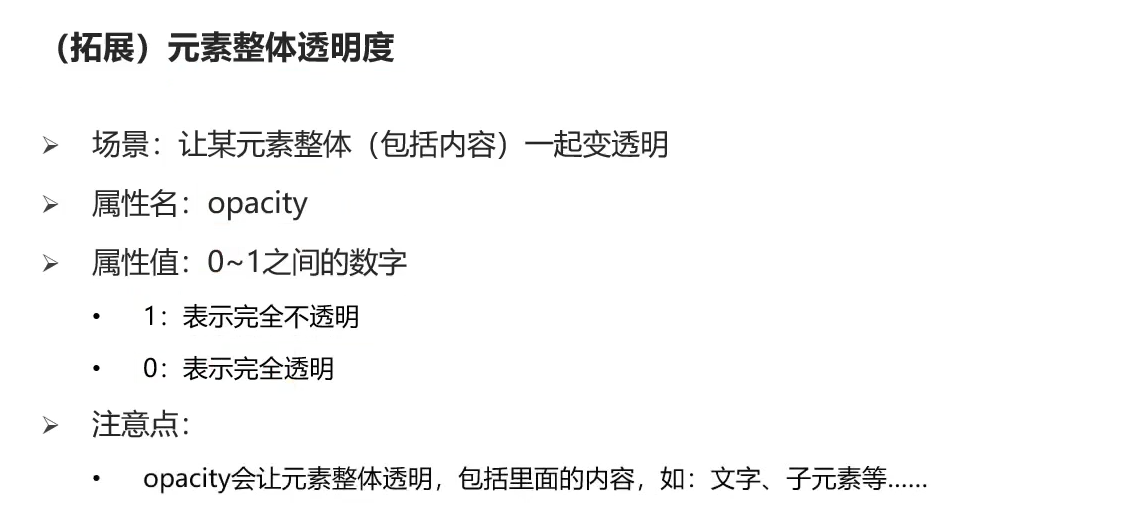 （拓展）元素整体透明度
➢ 场景：让某元素整体（包括内容）一起变透明
➢ 属性名：opacity
➢ 属性值：0~1之间的数字
• 1：表示完全不透明
• 0：表示完全透明
➢ 注意点：
• opacity会让元素整体透明，包括里面的内容，如：文字、子元素等……